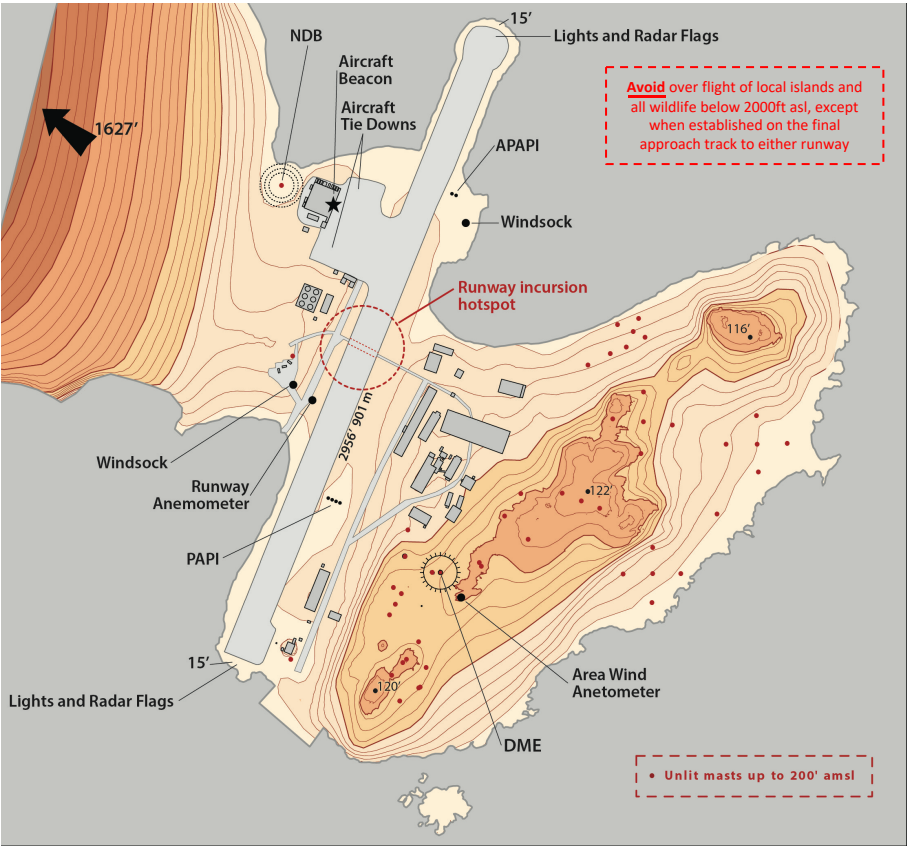 15'
Lights and Radar Flags
NDB
Aircraft
Beacon
Aircraft
Tie Downs
Avoid over flight of local islands and
all wildlife below 2000ft asl, except
when established on the final
approach track to either runway
1627'
APAPI
Windsock
Runway incursion
hotspot
116'
2956' 901 m
Windsock
Runway
Anemometer
122'
PAPI
15'
Lights and Radar Flags
120'
Area Wind
Anetometer
DME
Unlit masts up to 200' amsl